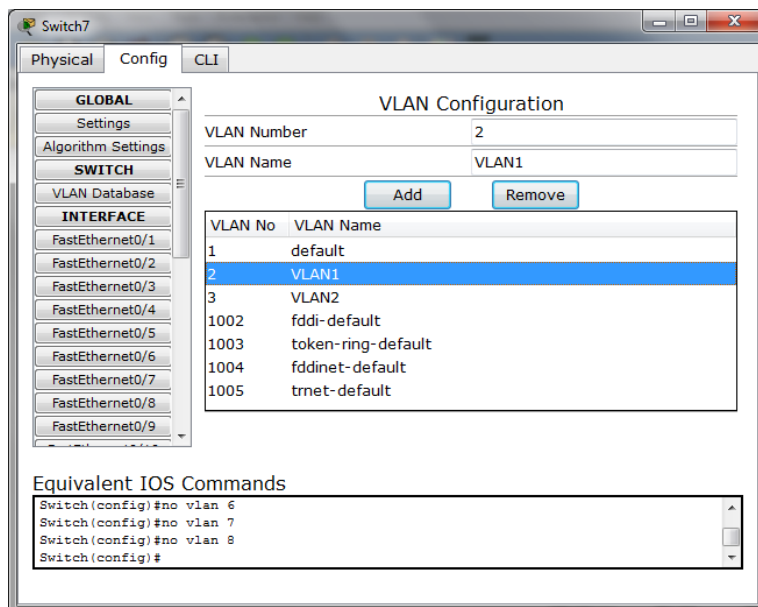 Switch7
Physical Config CLI
GLOBAL
Settings
Algorithm Settings
SWITCH
VLAN Database
INTERFACE
FastEthernet0/1
FastEthernet0/2
FastEthernet0/3
FastEthernet0/4
FastEthernet0/5
FastEthernet0/6
FastEthernet0/7
FastEthernet0/8
FastEthernet0/9
VLAN Configuration
VLAN Number 2
VLAN Name VLAN1
Add Remove
VLAN No VLAN Name
1 default
2 VLAN1
3 VLAN2
1002 fddi-default
1003 token-ring-default
1004 fddinet-default
1005 trnet-default
Equivalent IOS Commands
Switch(config)#no vlan 6
Switch(config)#no vlan 7
Switch(config)#no vlan 8
Switch(config)#